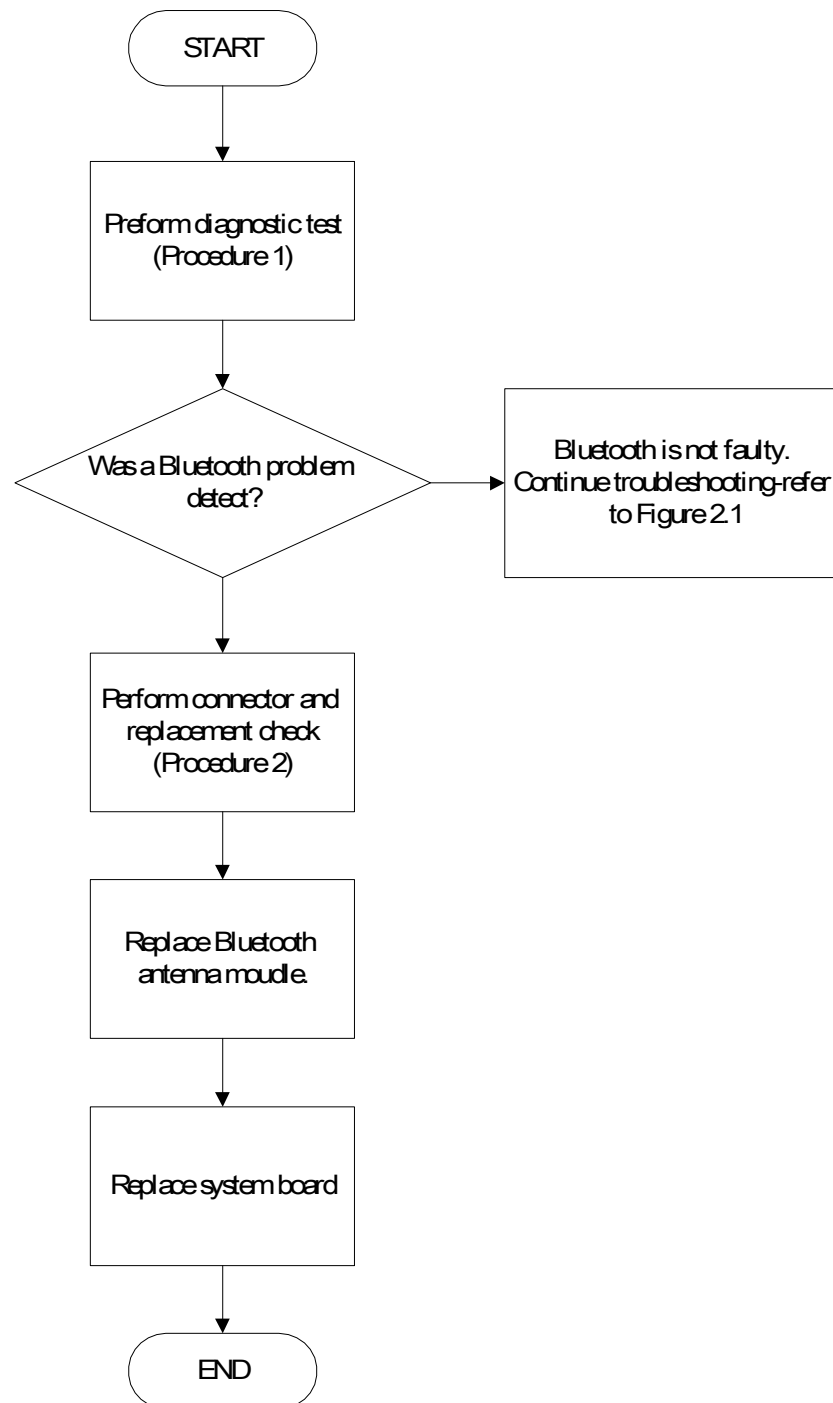 START
Preform diagnostic test
(Procedure 1)
Was a Bluetooth problem
detect?
Bluetooth is not faulty.
Continue troubleshooting-refer
to Figure 2.1
Perform connector and
replacement check
(Procedure 2)
Replace Bluetooth
antenna moudle.
Replace system board
END